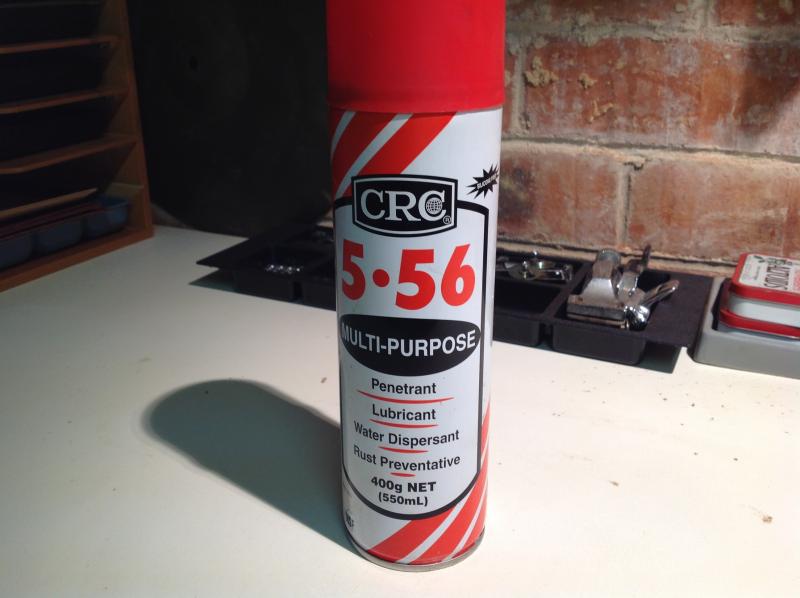 CRC
®
5·56
MULTI-PURPOSE
Penetrant
Lubricant
Water Dispersant
Rust Preventative
400g NET
(550mL)